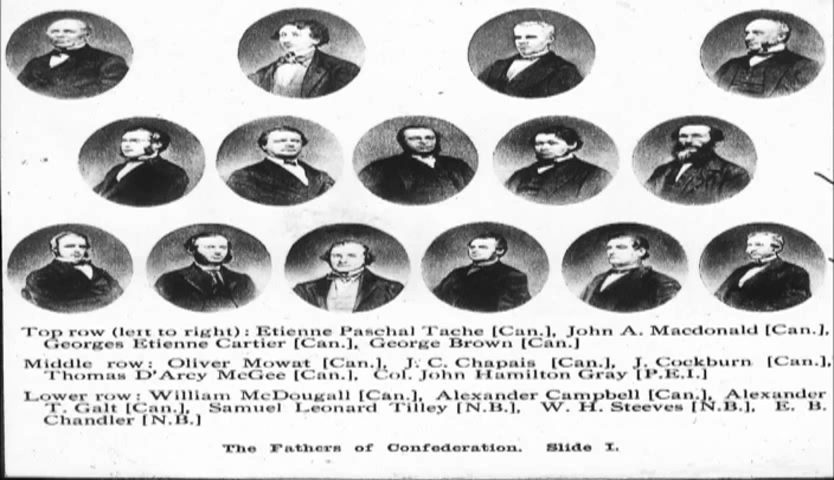 Top row (left to right): Etienne Paschal Tache [Can.], John A. Macdonald [Can.],
Georges Etienne Cartier [Can.], George Brown [Can.]
Middle row: Oliver Mowat [Can.], J. C. Chapais [Can.], J. Cockburn [Can.],
Thomas D'Arcy McGee [Can.], Col. John Hamilton Gray [P.E.I.]
Lower row: William McDougall [Can.], Alexander Campbell [Can.], Alexander
T. Galt [Can.], Samuel Leonard Tilley [N.B.], W. H. Steeves [N.B.], E. B.
Chandler [N.B.]
The Fathers of Confederation. Slide I.